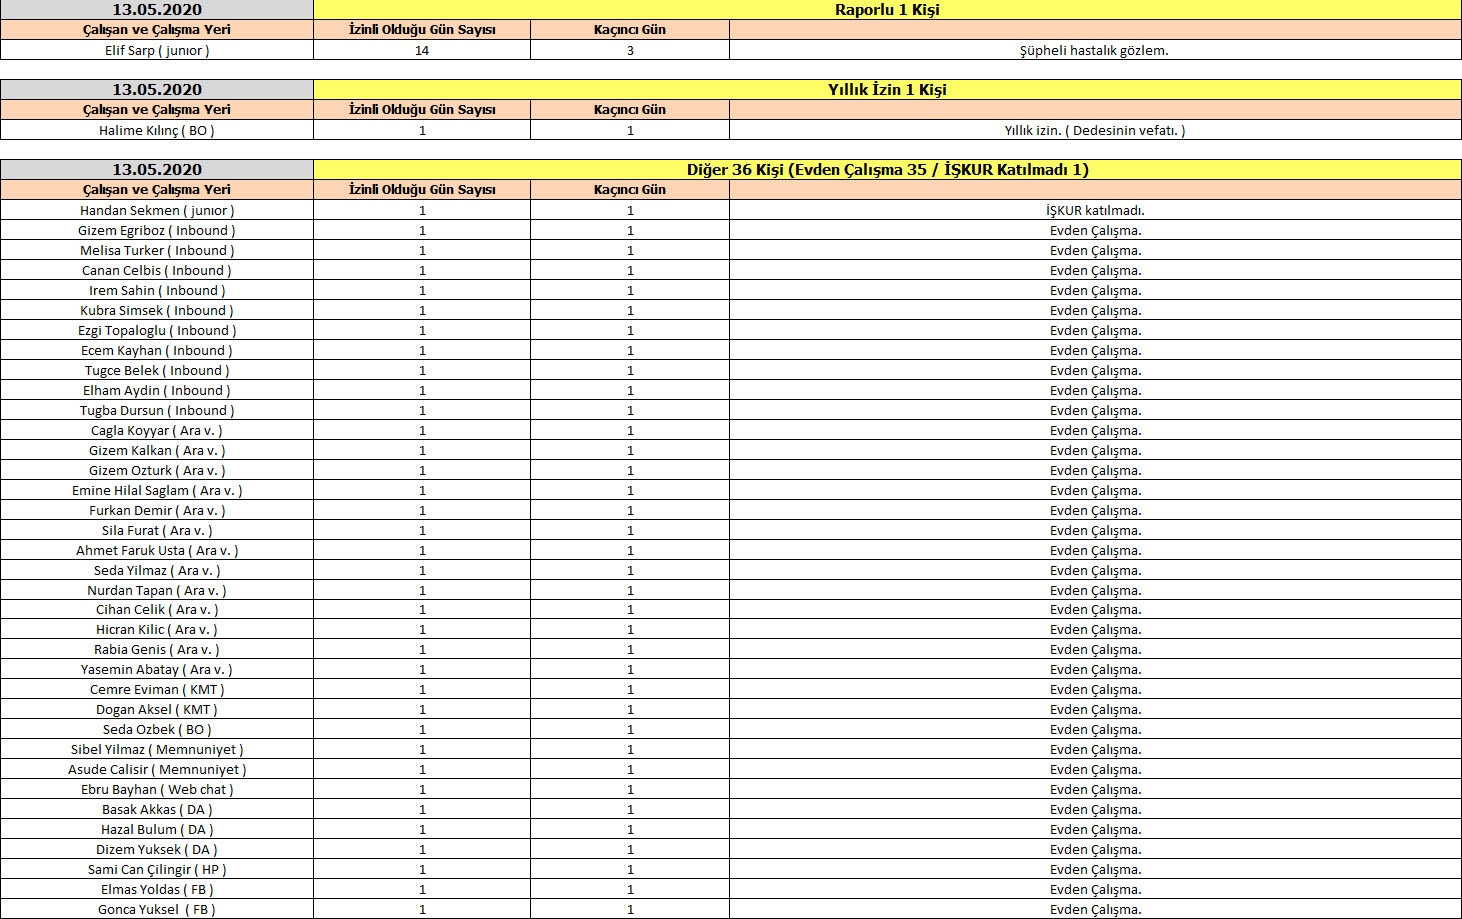 13.05.2020 Raporlu 1 Kişi
Çalışan ve Çalışma Yeri İzinli Olduğu Gün Sayısı Kaçıncı Gün
Elif Sarp ( junıor ) 14 3 Şüpheli hastalık gözlem.
13.05.2020 Yıllık İzin 1 Kişi
Çalışan ve Çalışma Yeri İzinli Olduğu Gün Sayısı Kaçıncı Gün
Halime Kılınç ( BO ) 1 1 Yıllık izin. ( Dedesinin vefatı. )
13.05.2020 Diğer 36 Kişi (Evden Çalışma 35 / İŞKUR Katılmadı 1)
Çalışan ve Çalışma Yeri İzinli Olduğu Gün Sayısı Kaçıncı Gün
Handan Sekmen ( junıor ) 1 1 İŞKUR katılmadı.
Gizem Egriboz ( Inbound ) 1 1 Evden Çalışma.
Melisa Turker ( Inbound ) 1 1 Evden Çalışma.
Canan Celbis ( Inbound ) 1 1 Evden Çalışma.
Irem Sahin ( Inbound ) 1 1 Evden Çalışma.
Kubra Simsek ( Inbound ) 1 1 Evden Çalışma.
Ezgi Topaloglu ( Inbound ) 1 1 Evden Çalışma.
Ecem Kayhan ( Inbound ) 1 1 Evden Çalışma.
Tugce Belek ( Inbound ) 1 1 Evden Çalışma.
Elham Aydin ( Inbound ) 1 1 Evden Çalışma.
Tugba Dursun ( Inbound ) 1 1 Evden Çalışma.
Cagla Koyyar ( Ara v. ) 1 1 Evden Çalışma.
Gizem Kalkan ( Ara v. ) 1 1 Evden Çalışma.
Gizem Ozturk ( Ara v. ) 1 1 Evden Çalışma.
Emine Hilal Saglam ( Ara v. ) 1 1 Evden Çalışma.
Furkan Demir ( Ara v. ) 1 1 Evden Çalışma.
Sila Furat ( Ara v. ) 1 1 Evden Çalışma.
Ahmet Faruk Usta ( Ara v. ) 1 1 Evden Çalışma.
Seda Yilmaz ( Ara v. ) 1 1 Evden Çalışma.
Nurdan Tapan ( Ara v. ) 1 1 Evden Çalışma.
Cihan Celik ( Ara v. ) 1 1 Evden Çalışma.
Hicran Kilic ( Ara v. ) 1 1 Evden Çalışma.
Rabia Genis ( Ara v. ) 1 1 Evden Çalışma.
Yasemin Abatay ( Ara v. ) 1 1 Evden Çalışma.
Cemre Eviman ( KMT ) 1 1 Evden Çalışma.
Dogan Aksel ( KMT ) 1 1 Evden Çalışma.
Seda Ozbek ( BO ) 1 1 Evden Çalışma.
Sibel Yilmaz ( Memnuniyet ) 1 1 Evden Çalışma.
Asude Calisir ( Memnuniyet ) 1 1 Evden Çalışma.
Ebru Bayhan ( Web chat ) 1 1 Evden Çalışma.
Basak Akkas ( DA ) 1 1 Evden Çalışma.
Hazal Bulum ( DA ) 1 1 Evden Çalışma.
Dizem Yuksek ( DA ) 1 1 Evden Çalışma.
Sami Can Çilingir ( HP ) 1 1 Evden Çalışma.
Elmas Yoldas ( FB ) 1 1 Evden Çalışma.
Gonca Yuksel ( FB ) 1 1 Evden Çalışma.